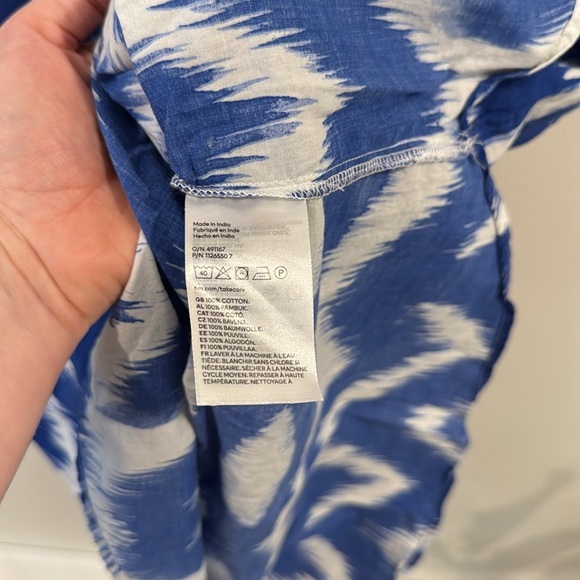 Made in India
Fabriqué en Inde
Hecho en India
O/N 491167
P/N 1126550 7
40 P
hm.com/takecare
GB 100% COTTON.
AL 100% PAMBUK.
CAT 100% COTÓ.
CZ 100% BAVLNA.
DE 100% BAUMWOLLE.
EE 100% PUUVILL.
ES 100% ALGODÓN.
FI 100% PUUVILLAA.
FR LAVER À LA MACHINE À L'EAU
TIÈDE. BLANCHIR SANS CHLORE SI
NÉCESSAIRE. SÉCHER À LA MACHINE
CYCLE MOYEN. REPASSER À HAUTE
TEMPÉRATURE. NETTOYAGE À